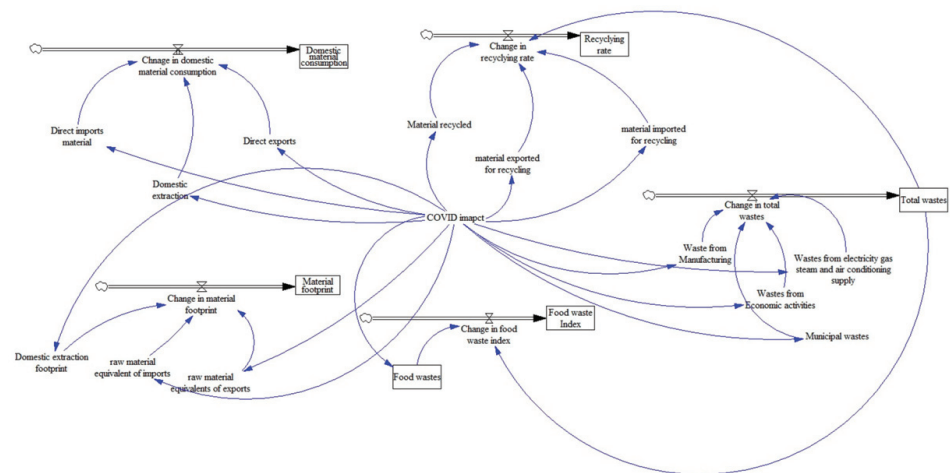 Domestic
material
consumption
Chnage in domestic
material consumption
Direct imports
material
Direct exports
Domestic
extraction
Change in
recyclying rate
Recyclying
rate
Material recycled
material exported
for recycling
material imported
for recycling
COVID imapct
Change in total
wastes
Total wastes
Waste from
Manufacturing
Wastes from electricity gas
steam and air conditioning
supply
Wastes from
Economic activities
Municipal wastes
Change in material
footprint
Material
footprint
Domestic extraction
footprint
raw material
equivalent of imports
raw material
equivalents of exports
Change in food
waste index
Food waste
Index
Food wastes